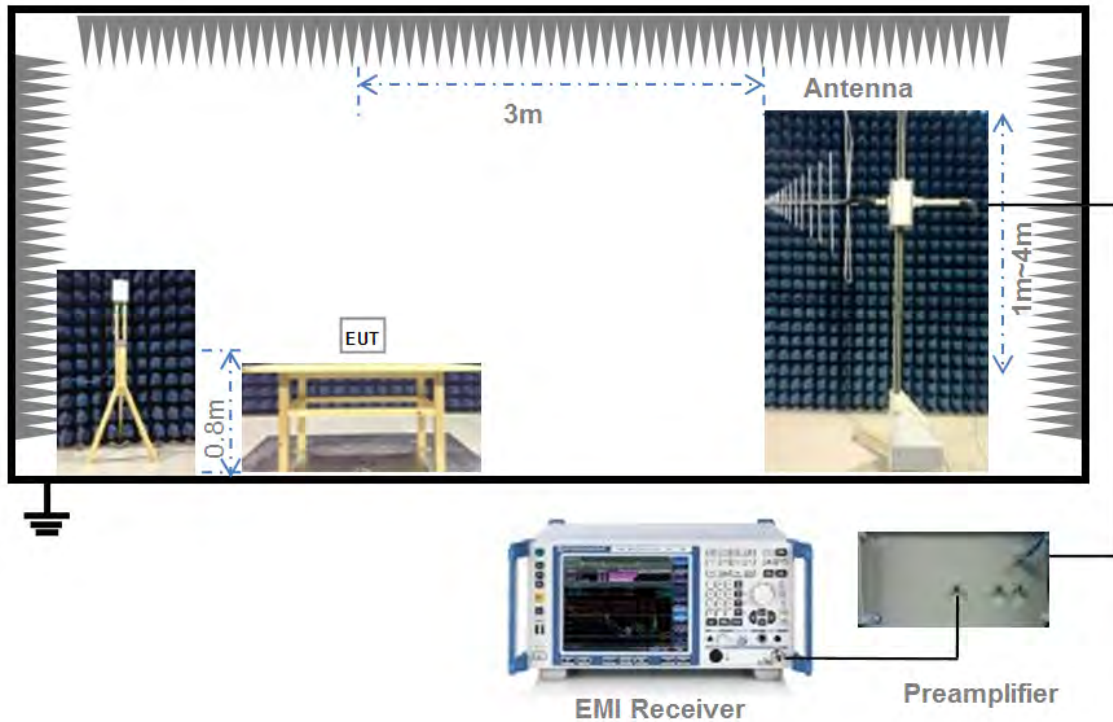 Antenna
3m
1m~4m
EUT
0.8m
EMI Receiver
Preamplifier